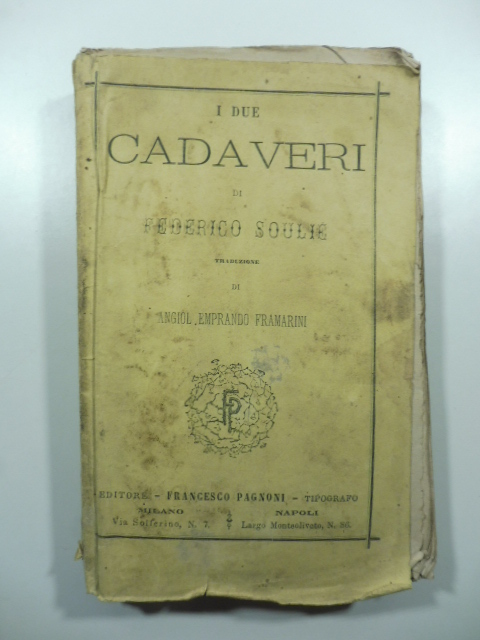 I DUE
CADAVERI
DI
FEDERICO SOULIE
TRADUZIONE
DI
ANGIOL EMPRANDO FRAMARINI
FP
EDITORE - FRANCESCO PAGNONI - TIPOGRAFO
MILANO NAPOLI
Via Solferino, N. 7. Largo Monteoliveto, N. 86.